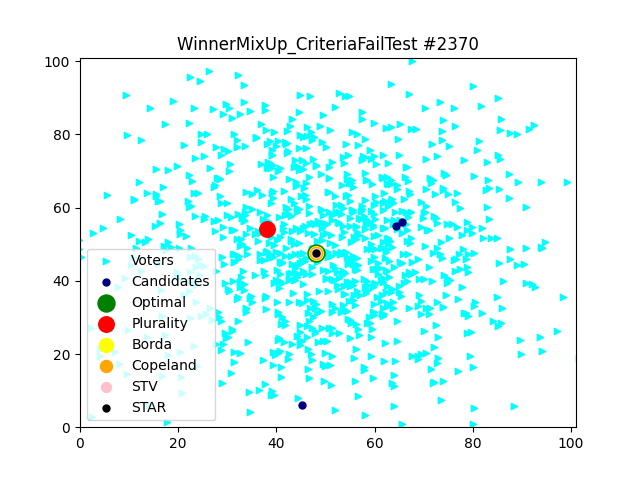 WinnerMixUp_CriteriaFailTest #2370
100
80
60
40
20
0
Voters
Candidates
Optimal
Plurality
Borda
Copeland
STV
STAR
0 20 40 60 80 100